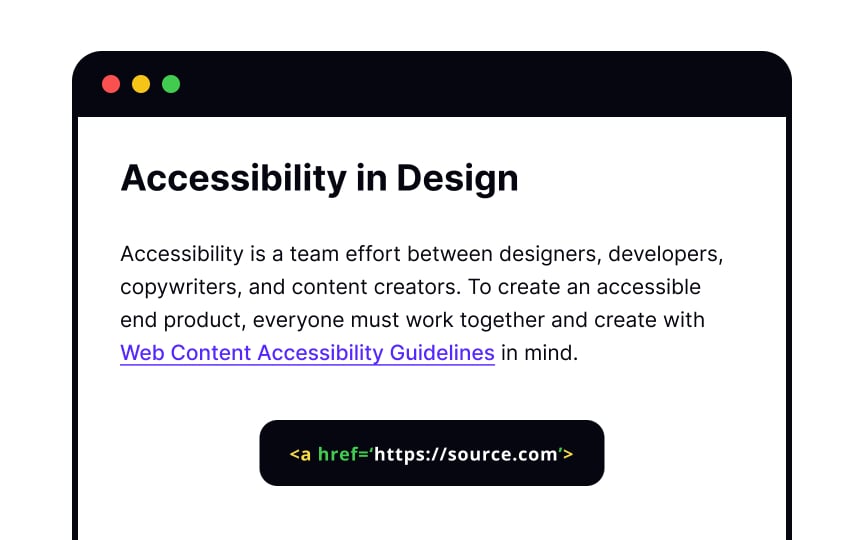 Accessibility in Design
Accessibility is a team effort between designers, developers,
copywriters, and content creators. To create an accessible
end product, everyone must work together and create with
Web Content Accessibility Guidelines in mind.
<a href=‘https://source.com’>